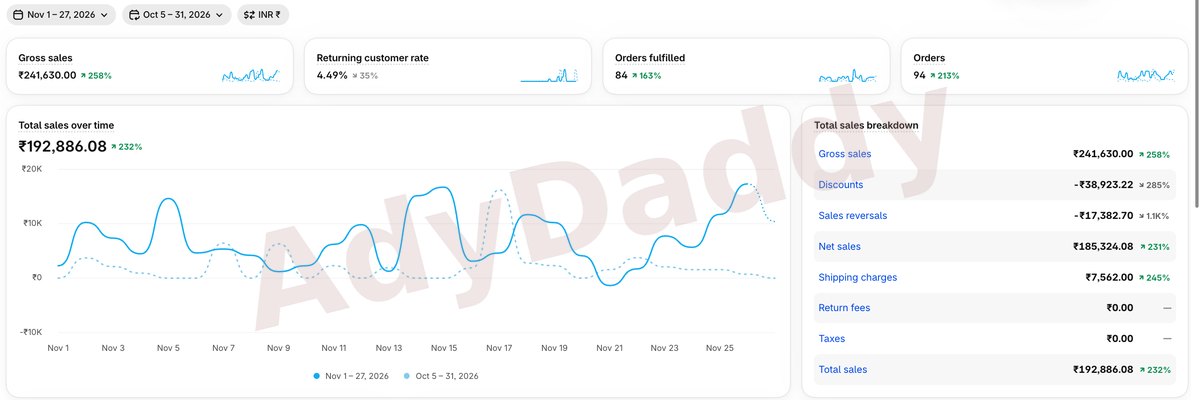 Nov 1 – 27, 2026
Oct 5 – 31, 2026
INR ₹
Gross sales
₹241,630.00 ↗ 258%
Returning customer rate
4.49% ↘ 35%
Orders fulfilled
84 ↗ 163%
Orders
94 ↗ 213%
Total sales over time
₹192,886.08 ↗ 232%
₹20K
₹10K
₹0
-₹10K
Nov 1 Nov 3 Nov 5 Nov 7 Nov 9 Nov 11 Nov 13 Nov 15 Nov 17 Nov 19 Nov 21 Nov 23 Nov 25
Nov 1 – 27, 2026 Oct 5 – 31, 2026
Total sales breakdown
Gross sales ₹241,630.00 ↗ 258%
Discounts -₹38,923.22 ↘ 285%
Sales reversals -₹17,382.70 ↘ 1.1K%
Net sales ₹185,324.08 ↗ 231%
Shipping charges ₹7,562.00 ↗ 245%
Return fees ₹0.00 —
Taxes ₹0.00 —
Total sales ₹192,886.08 ↗ 232%
AdyDaddy